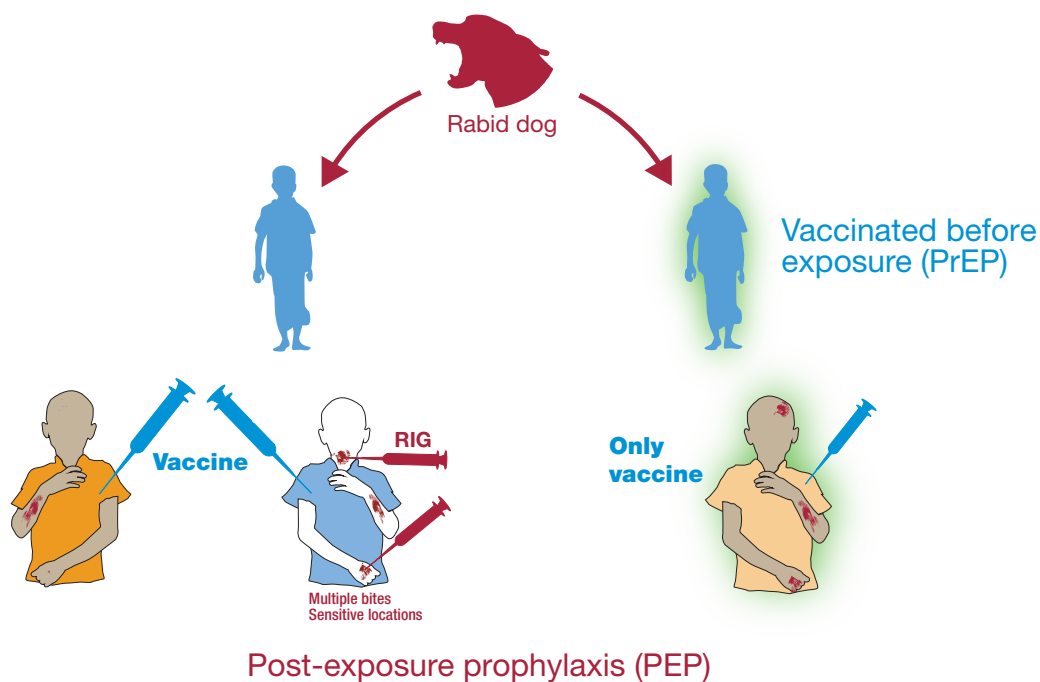 Rabid dog
Vaccinated before
exposure (PrEP)
Vaccine
RIG
Only
vaccine
Multiple bites
Sensitive locations
Post-exposure prophylaxis (PEP)